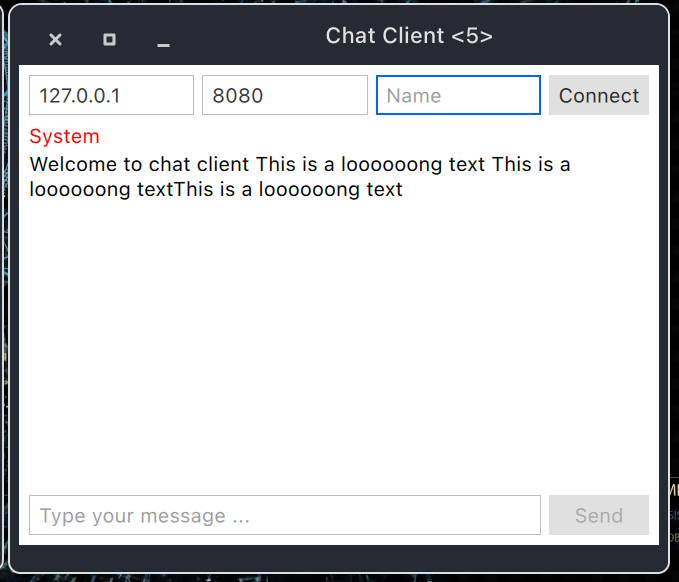 Chat Client <5>
127.0.0.1 8080 Name Connect
System
Welcome to chat client This is a loooooong text This is a
loooooong textThis is a loooooong text
Type your message ... Send